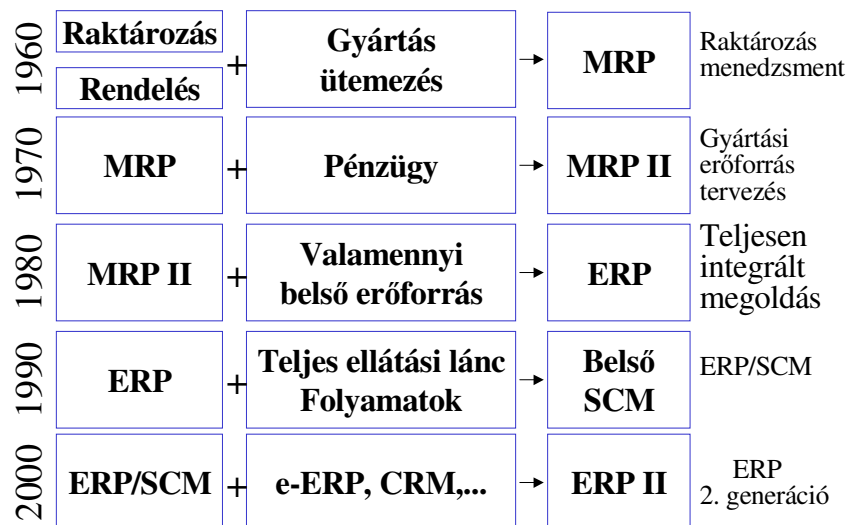 1960
Raktározás
Rendelés
+
Gyártás
ütemezés
→
MRP
Raktározás
menedzsment
1970
MRP
+
Pénzügy
→
MRP II
Gyártási
erőforrás
tervezés
1980
MRP II
+
Valamennyi
belső erőforrás
→
ERP
Teljesen
integrált
megoldás
1990
ERP
+
Teljes ellátási lánc
Folyamatok
→
Belső
SCM
ERP/SCM
2000
ERP/SCM
+
e-ERP, CRM,...
→
ERP II
ERP
2. generáció